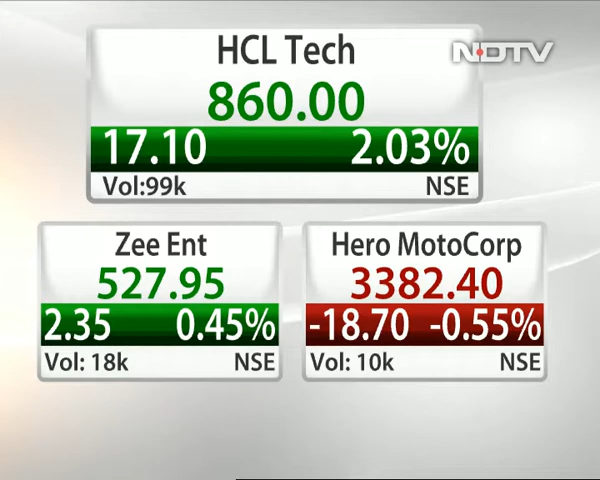 NDTV
HCL Tech
860.00
17.10 2.03%
Vol:99k NSE
Zee Ent
527.95
2.35 0.45%
Vol: 18k NSE
Hero MotoCorp
3382.40
-18.70 -0.55%
Vol: 10k NSE